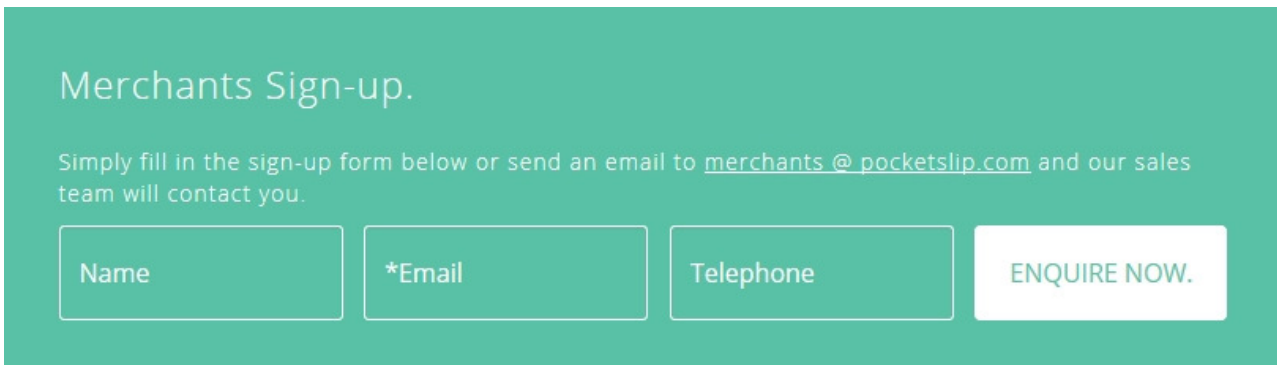 Merchants Sign-up.
Simply fill in the sign-up form below or send an email to merchants @ pocketslip.com and our sales
team will contact you.
Name
*Email
Telephone
ENQUIRE NOW.